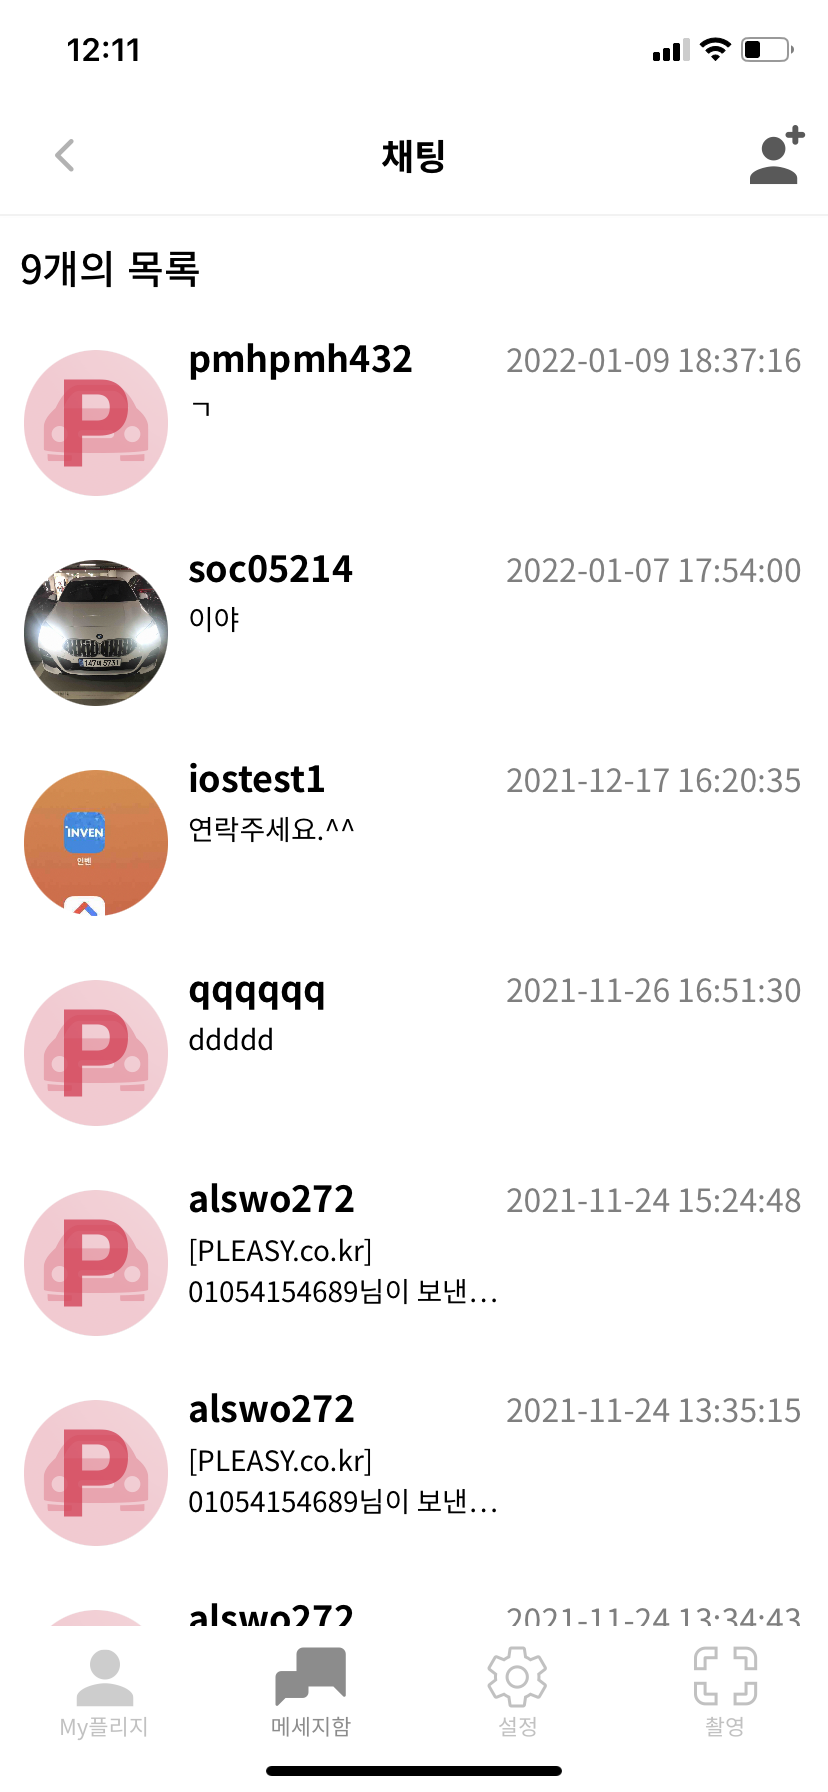 12:11
채팅
9개의 목록
pmhpmh432
2022-01-09 18:37:16
ㄱ
soc05214
2022-01-07 17:54:00
이야
iostest1
2021-12-17 16:20:35
연락주세요.^^
INVEN
인벤
qqqqqq
2021-11-26 16:51:30
ddddd
P
alswo272
2021-11-24 15:24:48
[PLEASY.co.kr]
01054154689님이 보낸...
P
alswo272
2021-11-24 13:35:15
[PLEASY.co.kr]
01054154689님이 보낸...
P
alswo272
2021-11-24 13:34:43
My플리지
메세지함
설정
촬영